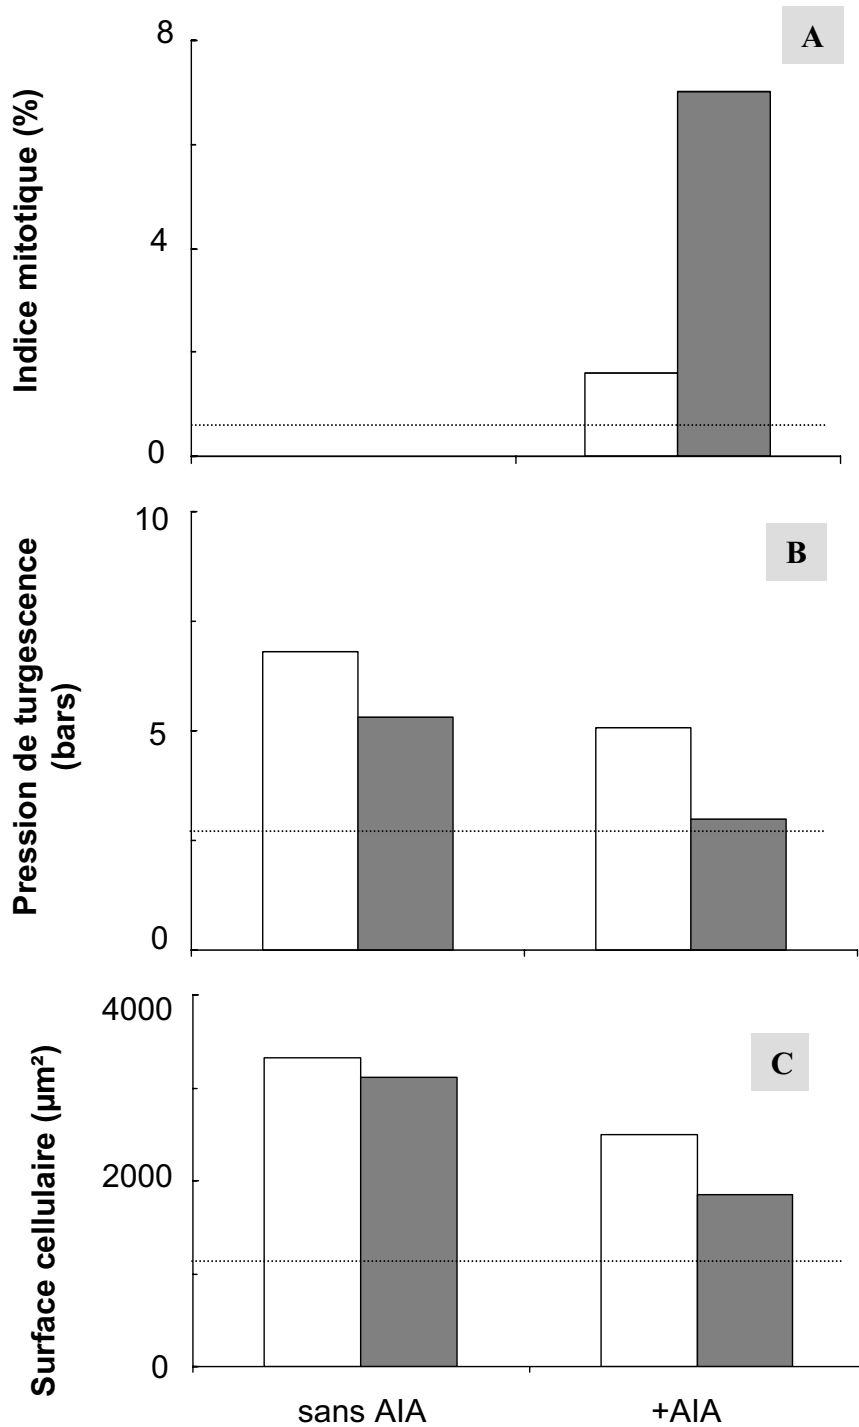 8
A
Indice mitotique (%)
4
0
10
B
Pression de turgescence
(bars)
5
0
4000
C
Surface cellulaire (µm²)
2000
0
sans AIA
+AIA